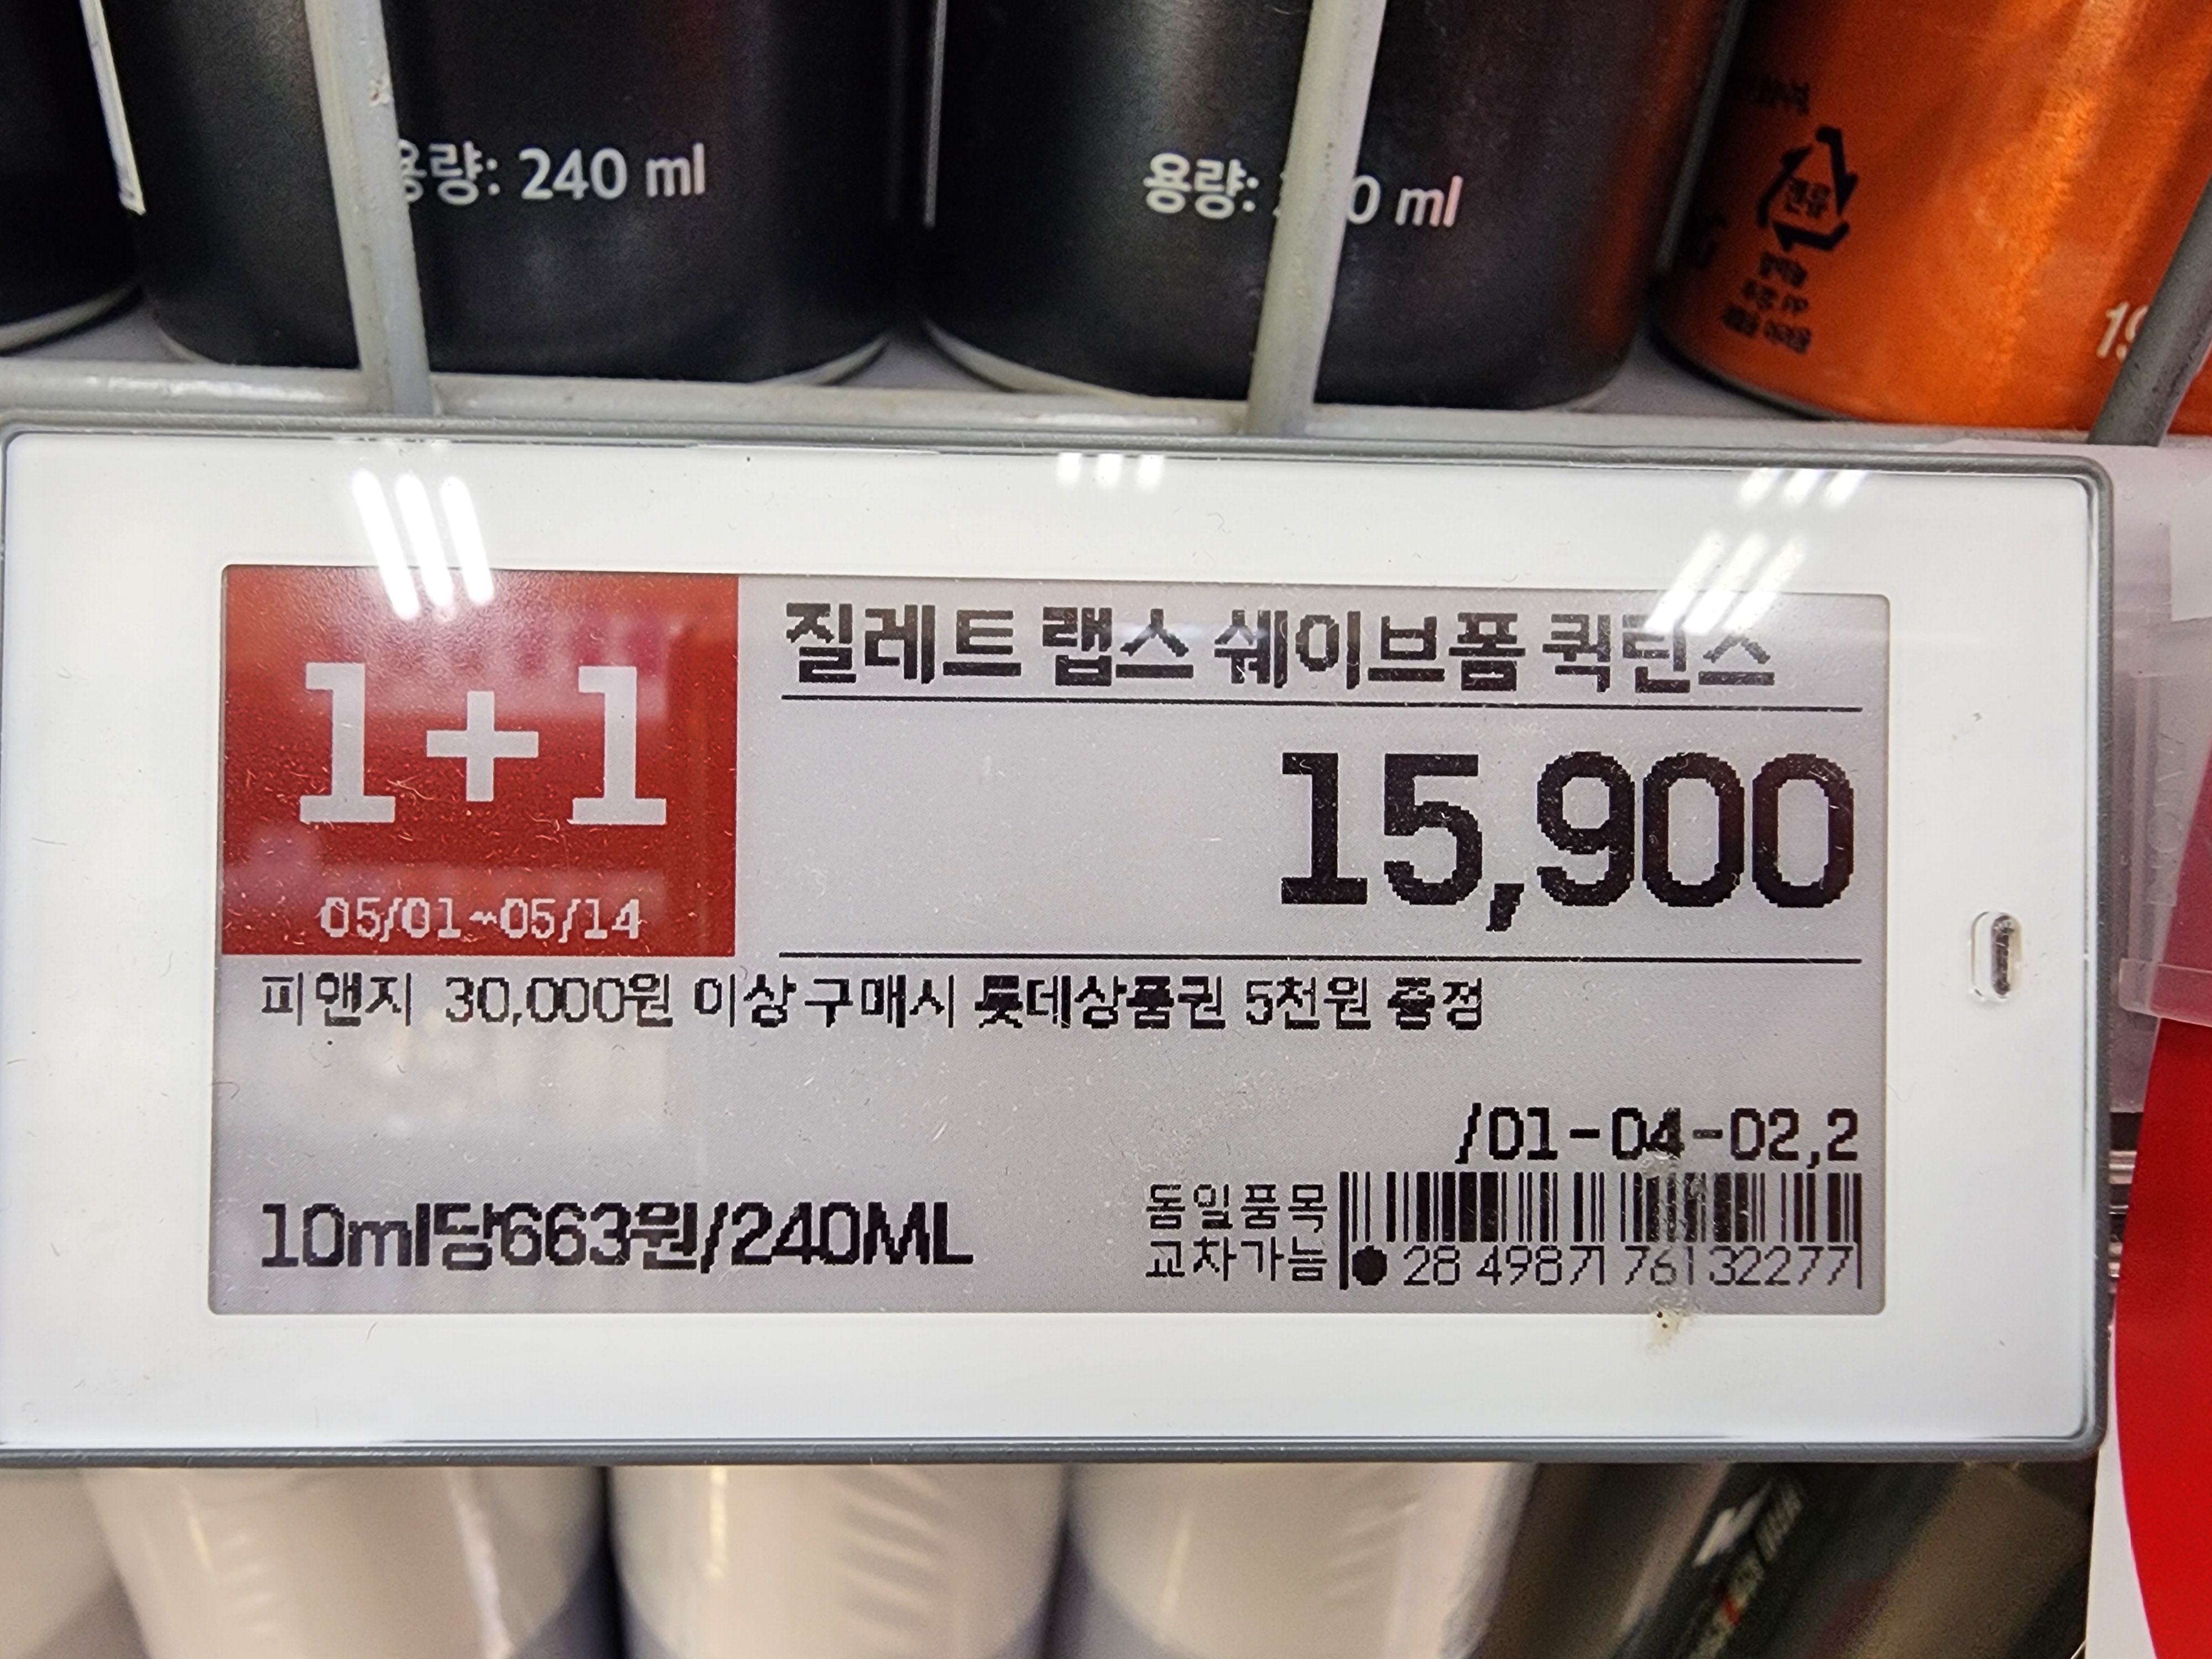 용량: 240 ml
용량: 0 ml
19
1+1
05/01~05/14
질레트 랩스 쉐이브폼 퀵린스
15,900
피앤지 30,000원 이상 구매시 롯데상품권 5천원 증정
/01-04-02,2
10ml당663원/240ML
동일품목
교차가능
28 49871 76132277